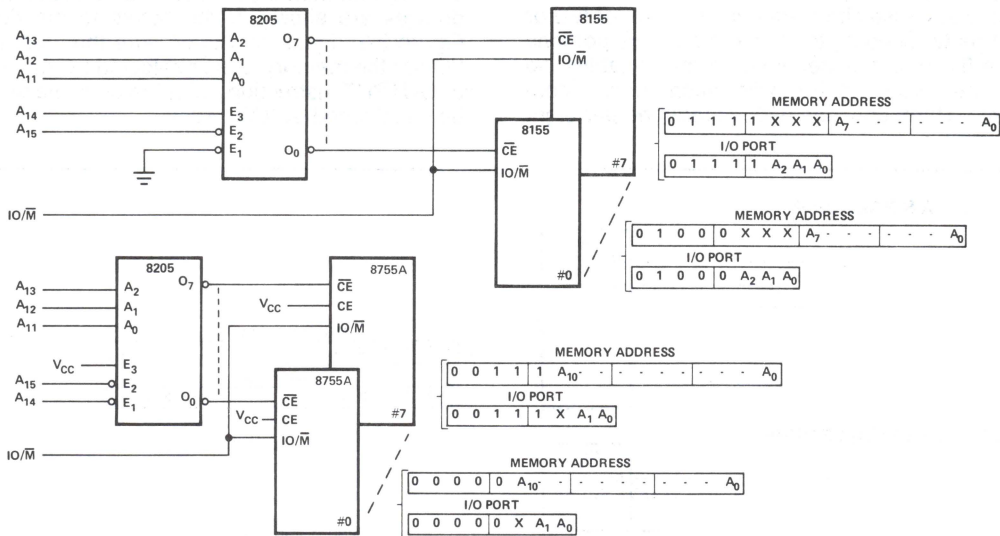 8205
A13 A2 O7
A12 A1
A11 A0
A14 E3
A15 E2
E1 O0
IO/M̅
8155
C̅E̅
IO/M̅
#7
8155
C̅E̅
IO/M̅
#0
MEMORY ADDRESS
0 1 1 1 1 X X X A7 - - - - - - A0
I/O PORT
0 1 1 1 1 A2 A1 A0
MEMORY ADDRESS
0 1 0 0 0 X X X A7 - - - - - - A0
I/O PORT
0 1 0 0 0 A2 A1 A0
8205
A13 A2 O7
A12 A1
A11 A0
VCC E3
A15 E2
A14 E1 O0
IO/M̅
8755A
C̅E̅
VCC CE
IO/M̅
#7
8755A
C̅E̅
VCC CE
IO/M̅
#0
MEMORY ADDRESS
0 0 1 1 1 A10 - - - - - - - - - A0
I/O PORT
0 0 1 1 1 X A1 A0
MEMORY ADDRESS
0 0 0 0 0 A10 - - - - - - - - - A0
I/O PORT
0 0 0 0 0 X A1 A0